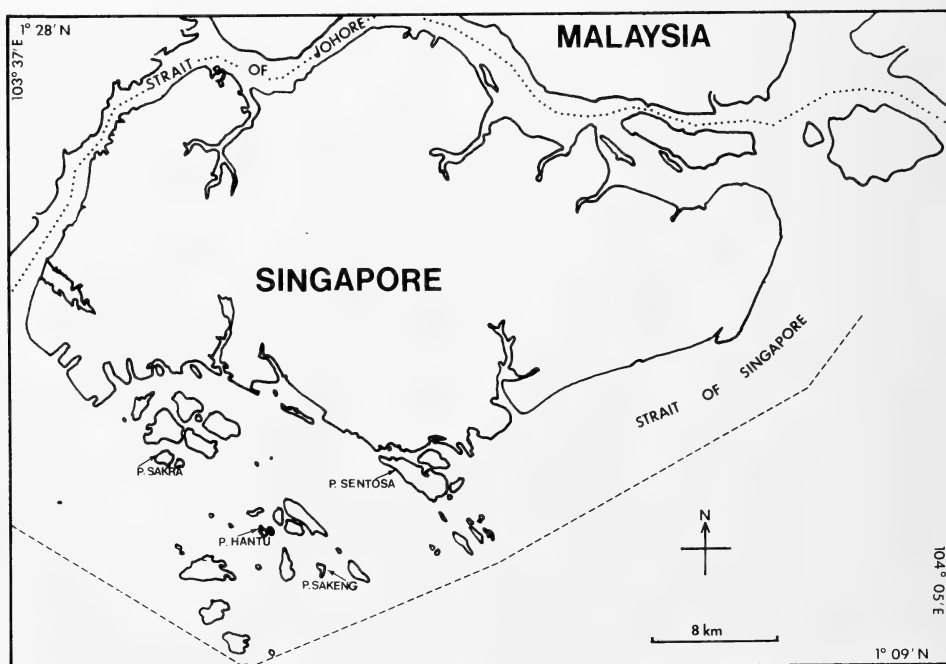 1° 28' N
103° 37' E
MALAYSIA
STRAIT OF JOHORE
SINGAPORE
STRAIT OF SINGAPORE
P. SAKRA
P. SENTOSA
P. HANTU
P. SAKENG
N
8 km
104° 05' E
1° 09' N